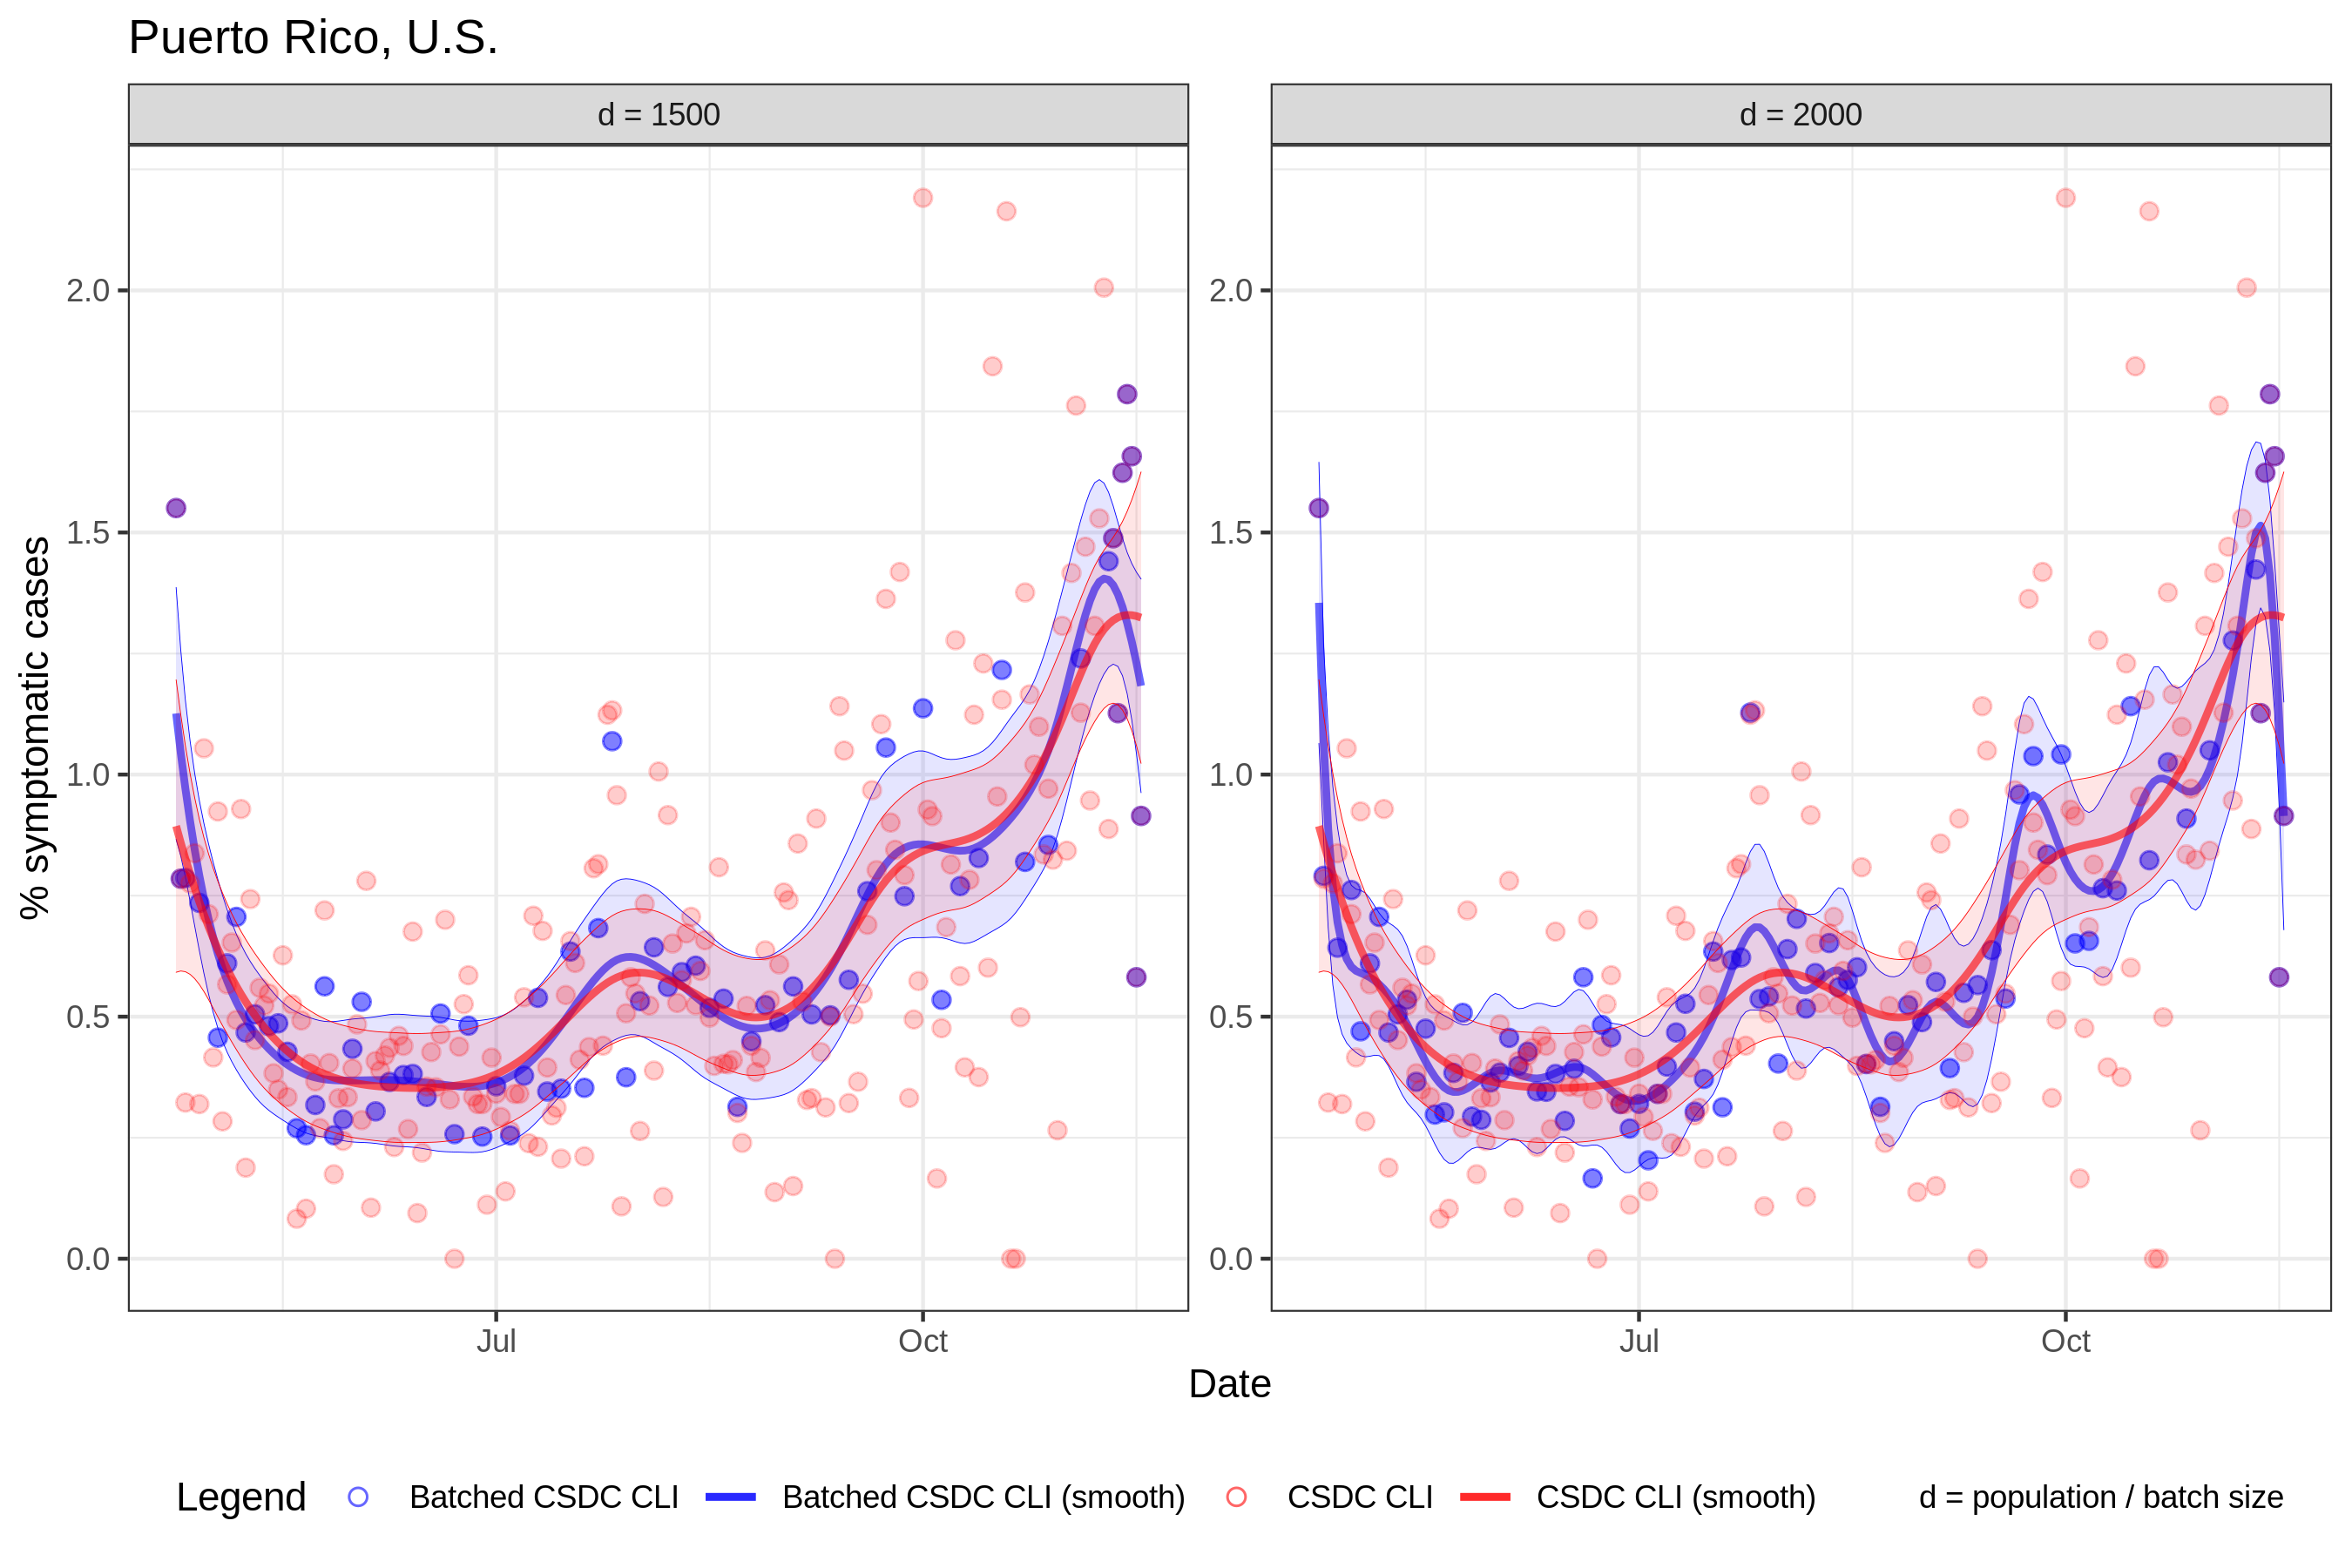 Puerto Rico, U.S.
d = 1500
d = 2000
% symptomatic cases
2.0
1.5
1.0
0.5
0.0
2.0
1.5
1.0
0.5
0.0
Jul
Oct
Jul
Oct
Date
Legend
Batched CSDC CLI
Batched CSDC CLI (smooth)
CSDC CLI
CSDC CLI (smooth)
d = population / batch size